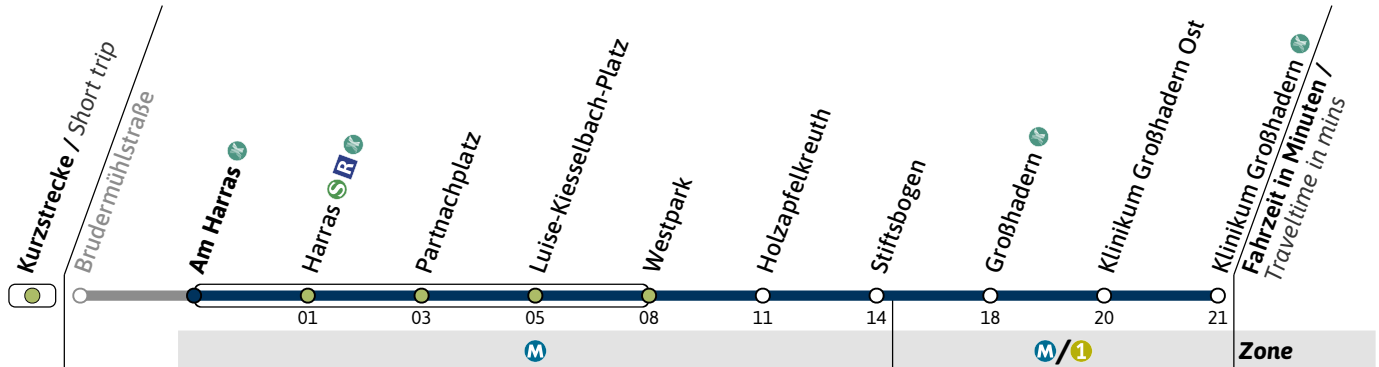 Kurzstrecke / Short trip
Brudermühlstraße
Am Harras
Harras S R
Partnachplatz
Luise-Kiesselbach-Platz
Westpark
Holzapfelkreuth
Stiftsbogen
Großhadern
Klinikum Großhadern Ost
Klinikum Großhadern
Fahrzeit in Minuten /
Traveltime in mins
01 03 05 08 11 14 18 20 21
M M/1 Zone